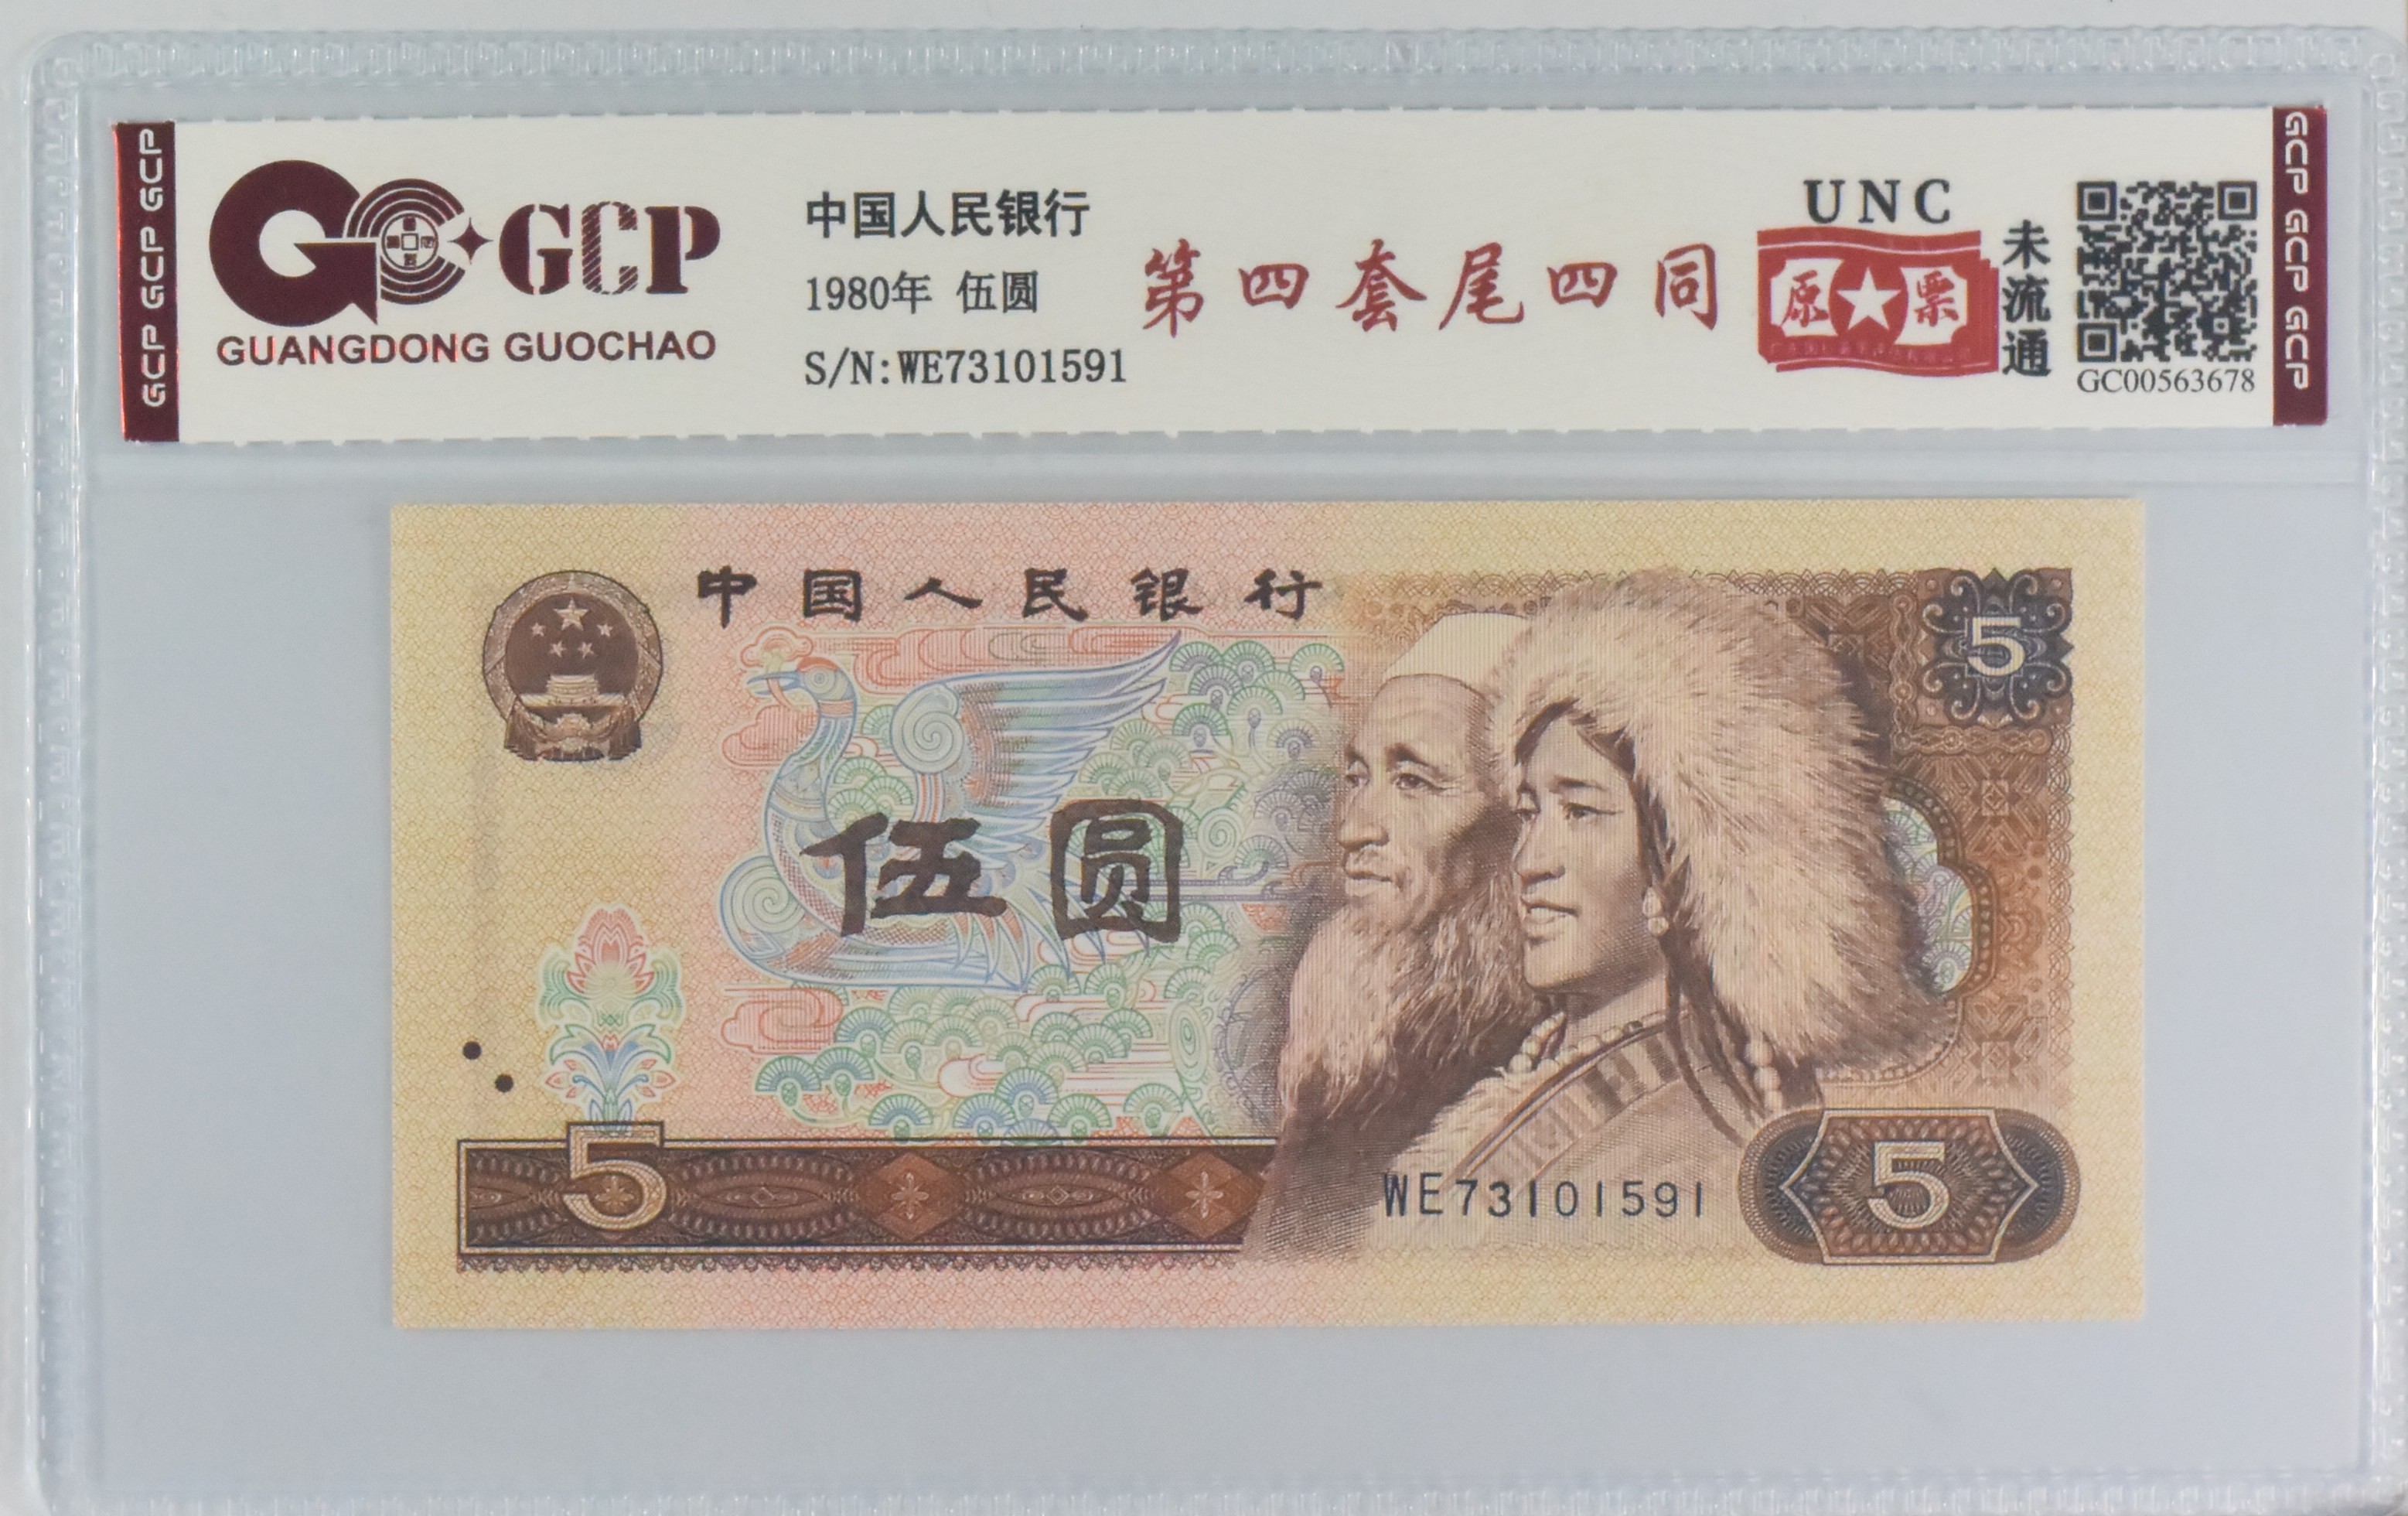 GCP GCP GCP
GCP
GUANGDONG GUOCHAO
中国人民银行
1980年 伍圆
S/N:WE73101591
第四套尾四同
UNC
原票
未流通
GC00563678
GCP GCP GCP
中国人民银行
5
伍圆
5
WE73101591
5